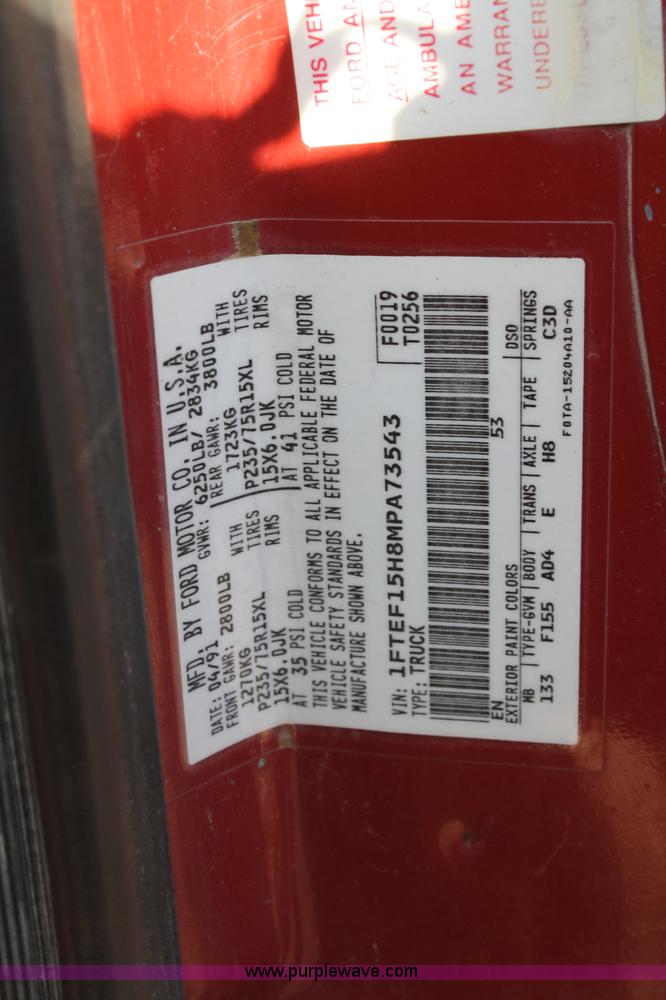 THIS VEH
FORD AN
AGE AND
AMBULA
AN AME
WARRAN
UNDERE
MFD. BY FORD MOTOR CO. IN U.S.A.
DATE: 04/91 GVWR: 6250LB/ 2834KG
FRONT GAWR: 2800LB REAR GAWR: 3800LB
1270KG WITH 1723KG WITH
P235/75R15XL TIRES P235/75R15XL TIRES
15X6.0JK RIMS 15X6.0JK RIMS
AT 35 PSI COLD AT 41 PSI COLD
THIS VEHICLE CONFORMS TO ALL APPLICABLE FEDERAL MOTOR
VEHICLE SAFETY STANDARDS IN EFFECT ON THE DATE OF
MANUFACTURE SHOWN ABOVE.
VIN: 1FTEF15H8MPA73543 F0019
TYPE: TRUCK T0256
EN 53
EXTERIOR PAINT COLORS DSO
WB TYPE-GVW BODY TRANS AXLE TAPE SPRINGS
133 F155 AD4 E H8 C3D
F0TA-15204A10-AA
www.purplewave.com